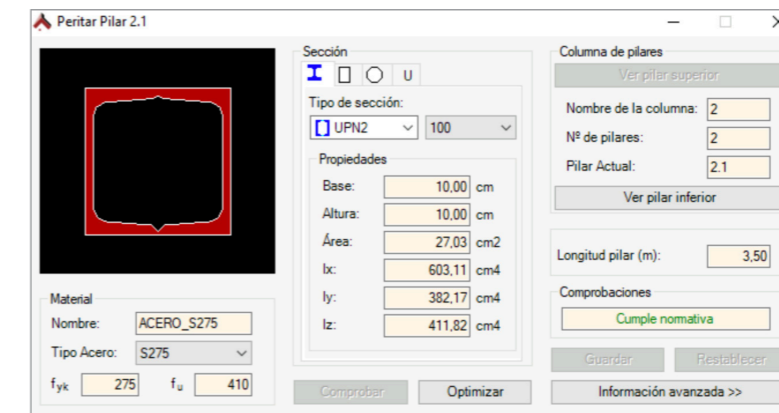 Peritar Pilar 2.1
Sección
U
Tipo de sección:
UPN2 100
Propiedades
Base: 10,00 cm
Altura: 10,00 cm
Área: 27,03 cm2
Ix: 603,11 cm4
Iy: 382,17 cm4
Iz: 411,82 cm4
Comprobar Optimizar
Material
Nombre: ACERO_S275
Tipo Acero: S275
fyk 275 fu 410
Columna de pilares
Ver pilar superior
Nombre de la columna: 2
Nº de pilares: 2
Pilar Actual: 2.1
Ver pilar inferior
Longitud pilar (m): 3,50
Comprobaciones
Cumple normativa
Guardar Restablecer
Información avanzada >>